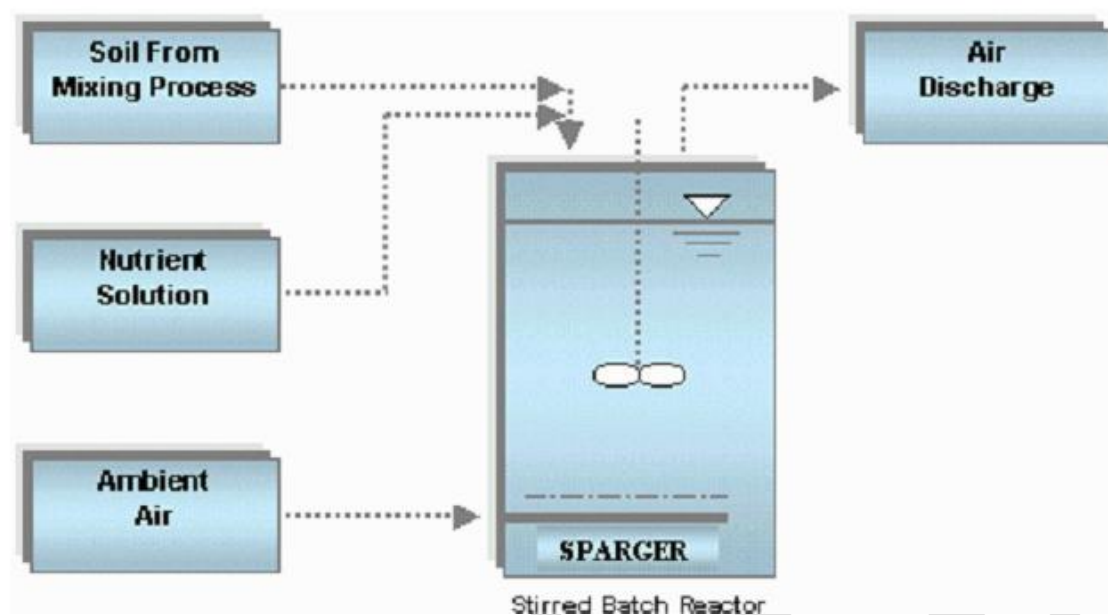 Soil From
Mixing Process
Air
Discharge
Nutrient
Solution
Ambient
Air
SPARGER
Stirred Batch Reactor